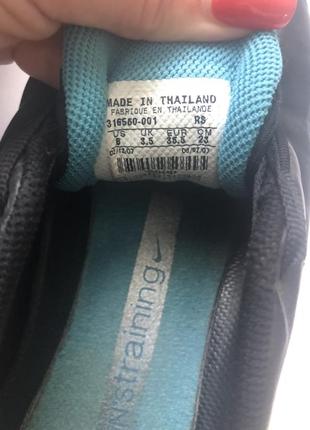 MADE IN THAILAND
FABRIQUE EN THAILANDE
316560-001 RS
US UK EUR CM
6 3.5 36.5 23
training